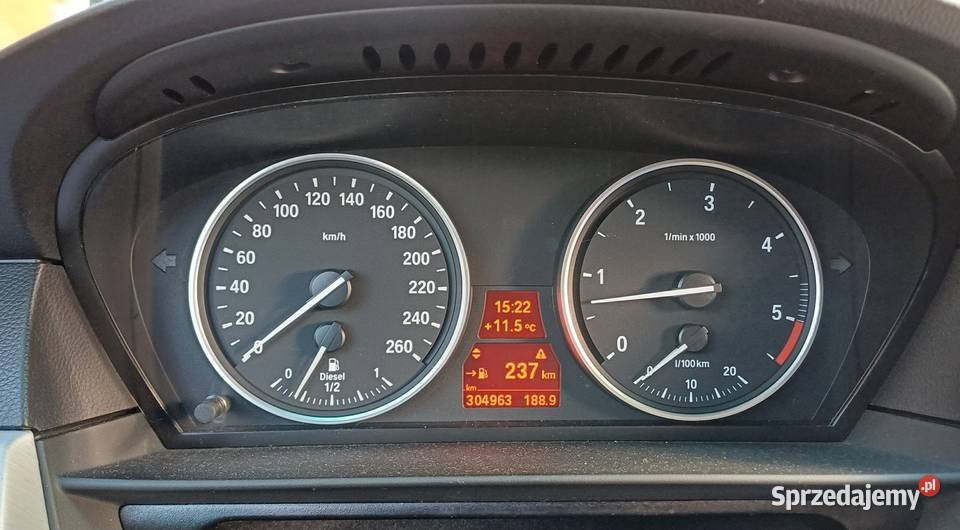 0 20 40 60 80 100 120 140 160 180 200 220 240 260
km/h
0 1/2 1
Diesel
15:22
+11.5 °C
237 km
km
304963 188.9
0 1 2 3 4 5
1/min x 1000
l/100km
0 10 20
Sprzedajemy.pl